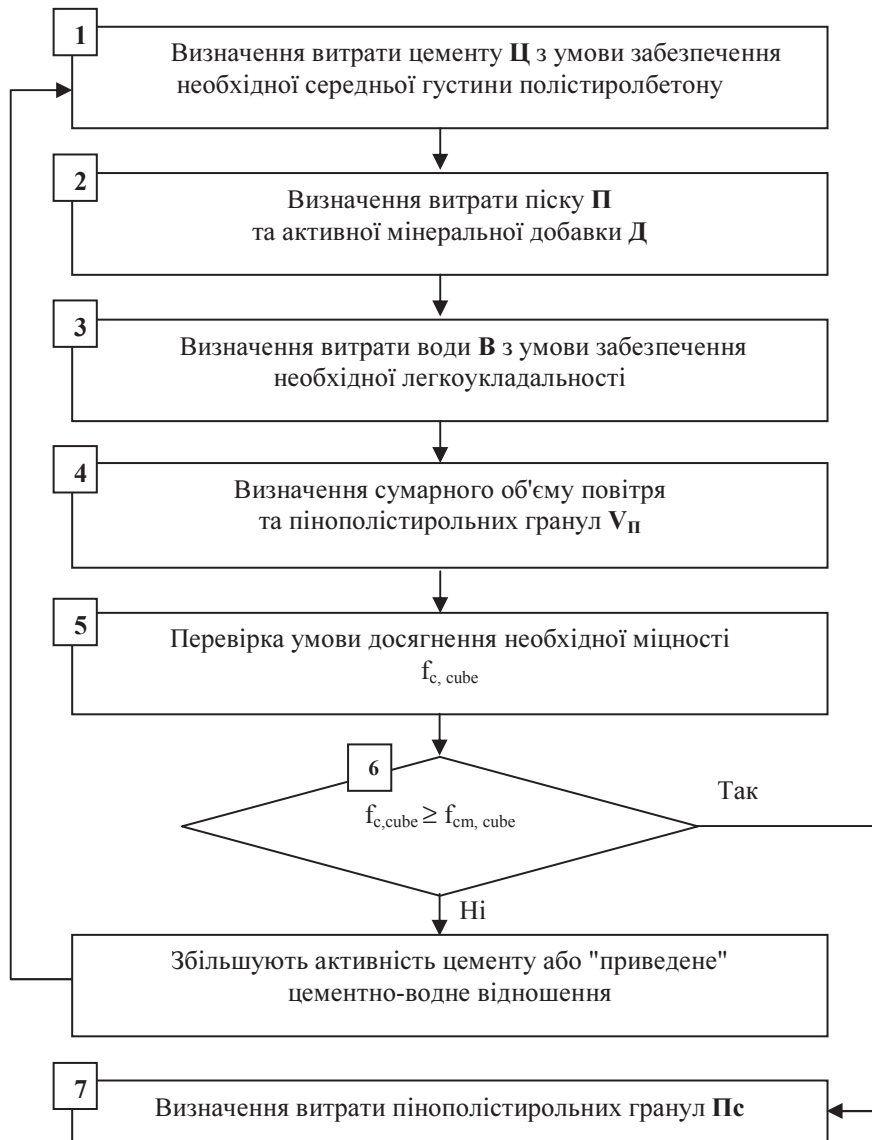 1
Визначення витрати цементу Ц з умови забезпечення
необхідної середньої густини полістиролбетону
2
Визначення витрати піску П
та активної мінеральної добавки Д
3
Визначення витрати води В з умови забезпечення
необхідної легкоукладальності
4
Визначення сумарного об'єму повітря
та пінополістирольних гранул VП
5
Перевірка умови досягнення необхідної міцності
fc, cube
6
Так
fc,cube ≥ fcm, cube
Ні
Збільшують активність цементу або "приведене"
цементно-водне відношення
7
Визначення витрати пінополістирольних гранул Пс